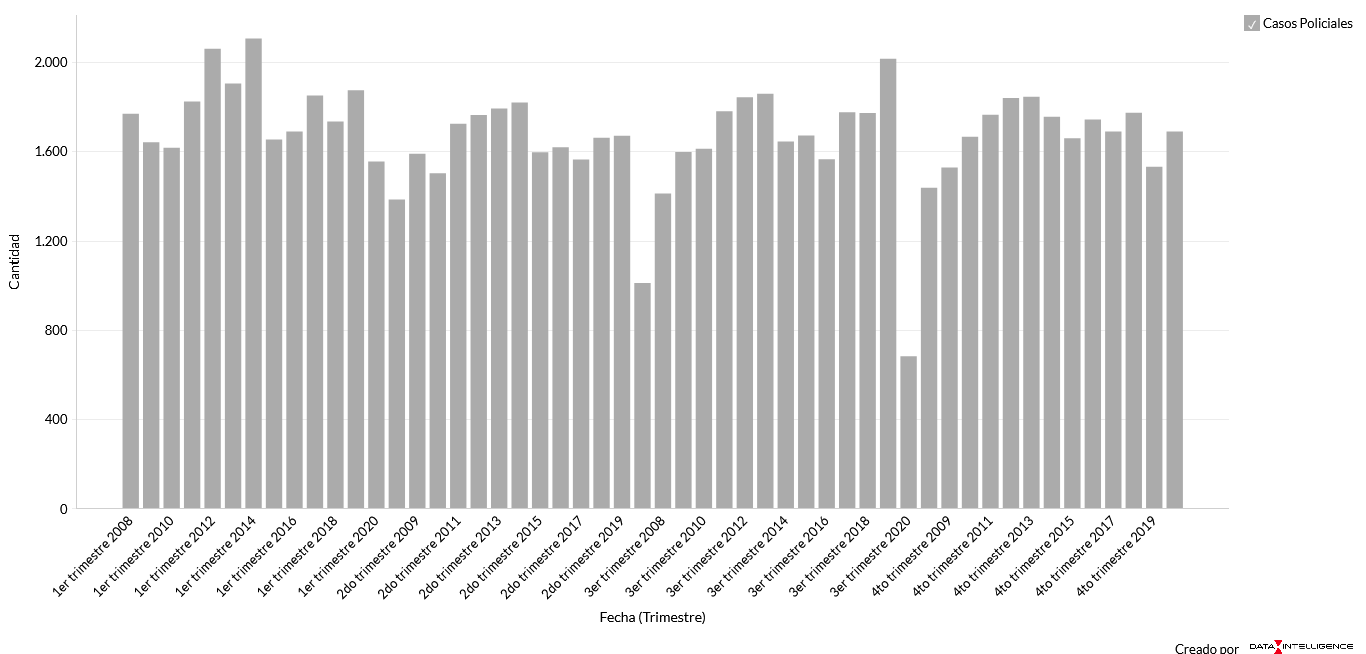 Casos Policiales
2.000
1.600
1.200
800
400
0
Cantidad
1er trimestre 2008
1er trimestre 2010
1er trimestre 2012
1er trimestre 2014
1er trimestre 2016
1er trimestre 2018
1er trimestre 2020
2do trimestre 2009
2do trimestre 2011
2do trimestre 2013
2do trimestre 2015
2do trimestre 2017
2do trimestre 2019
3er trimestre 2008
3er trimestre 2010
3er trimestre 2012
3er trimestre 2014
3er trimestre 2016
3er trimestre 2018
3er trimestre 2020
4to trimestre 2009
4to trimestre 2011
4to trimestre 2013
4to trimestre 2015
4to trimestre 2017
4to trimestre 2019
Fecha (Trimestre)
Creado por DATA INTELLIGENCE